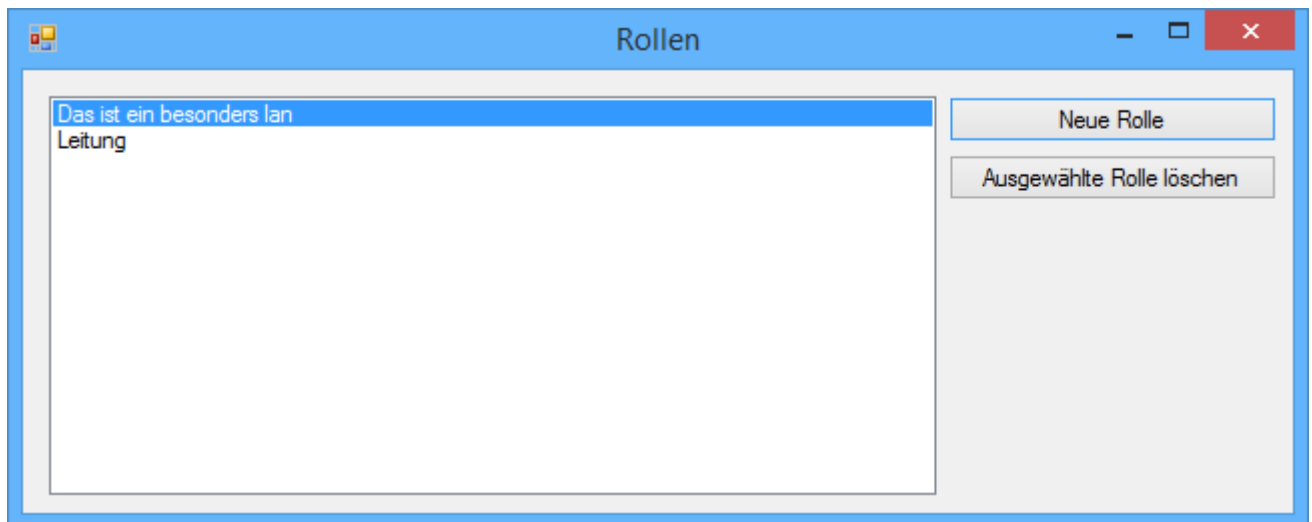 Rollen
Das ist ein besonders lan
Leitung
Neue Rolle
Ausgewählte Rolle löschen